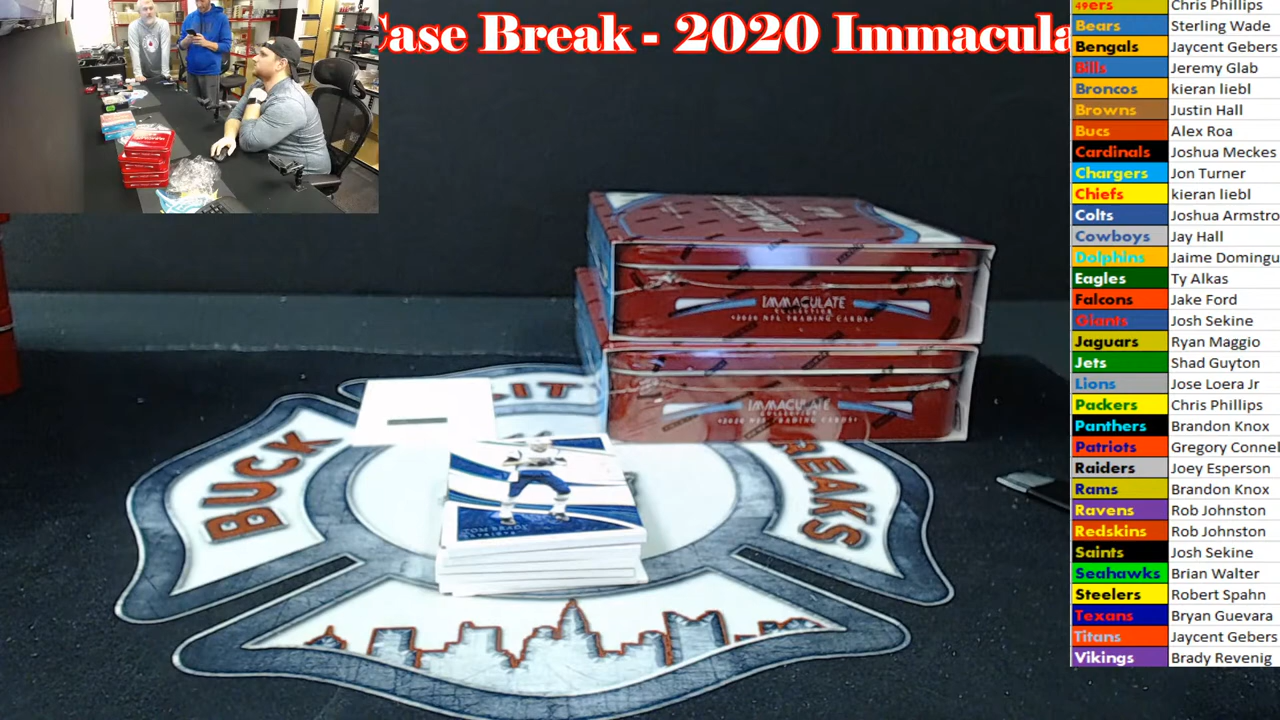 Case Break - 2020 Immacula
49ers Chris Phillips
Bears Sterling Wade
Bengals Jaycent Gebers
Bills Jeremy Glab
Broncos kieran liebl
Browns Justin Hall
Bucs Alex Roa
Cardinals Joshua Meckes
Chargers Jon Turner
Chiefs kieran liebl
Colts Joshua Armstro
Cowboys Jay Hall
Dolphins Jaime Domingu
Eagles Ty Alkas
Falcons Jake Ford
Giants Josh Sekine
Jaguars Ryan Maggio
Jets Shad Guyton
Lions Jose Loera Jr
Packers Chris Phillips
Panthers Brandon Knox
Patriots Gregory Connel
Raiders Joey Esperson
Rams Brandon Knox
Ravens Rob Johnston
Redskins Rob Johnston
Saints Josh Sekine
Seahawks Brian Walter
Steelers Robert Spahn
Texans Bryan Guevara
Titans Jaycent Gebers
Vikings Brady Revenig
IMMACULATE
COLLECTION
2020 NFL TRADING CARDS
IMMACULATE
COLLECTION
2020 NFL TRADING CARDS
IT
BUCK
REAKS
TOM BRADY